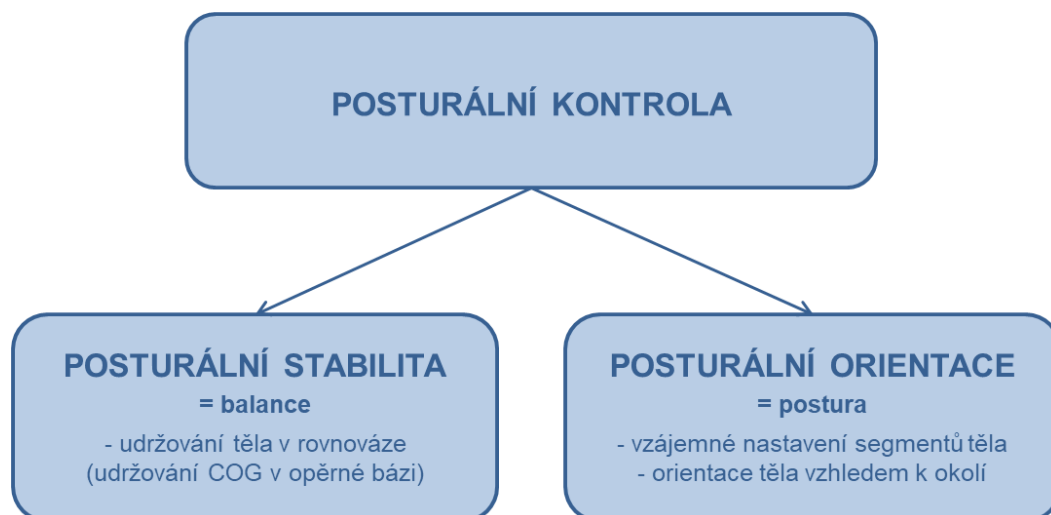 POSTURÁLNÍ KONTROLA
POSTURÁLNÍ STABILITA
= balance
- udržování těla v rovnováze
(udržování COG v opěrné bázi)
POSTURÁLNÍ ORIENTACE
= postura
- vzájemné nastavení segmentů těla
- orientace těla vzhledem k okolí